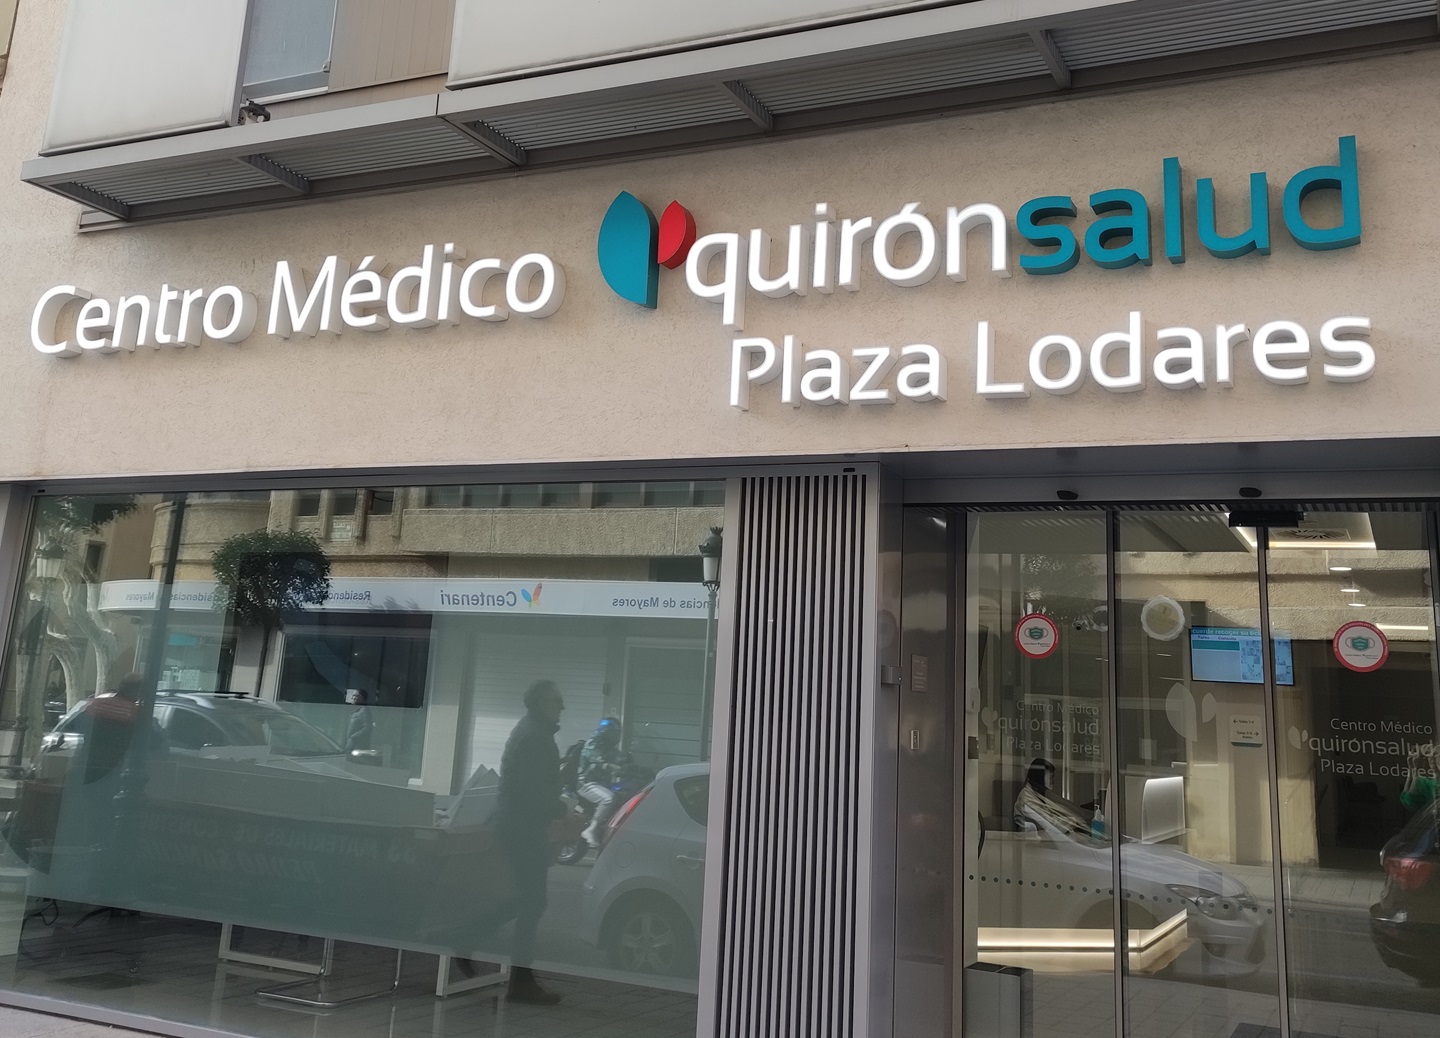 Centro Médico quirónsalud
Plaza Lodares
Centenari
Residencias de Mayores
Centro Médico
quirónsalud
Plaza Lodares
Centro Médico
quirónsalud
Plaza Lodares